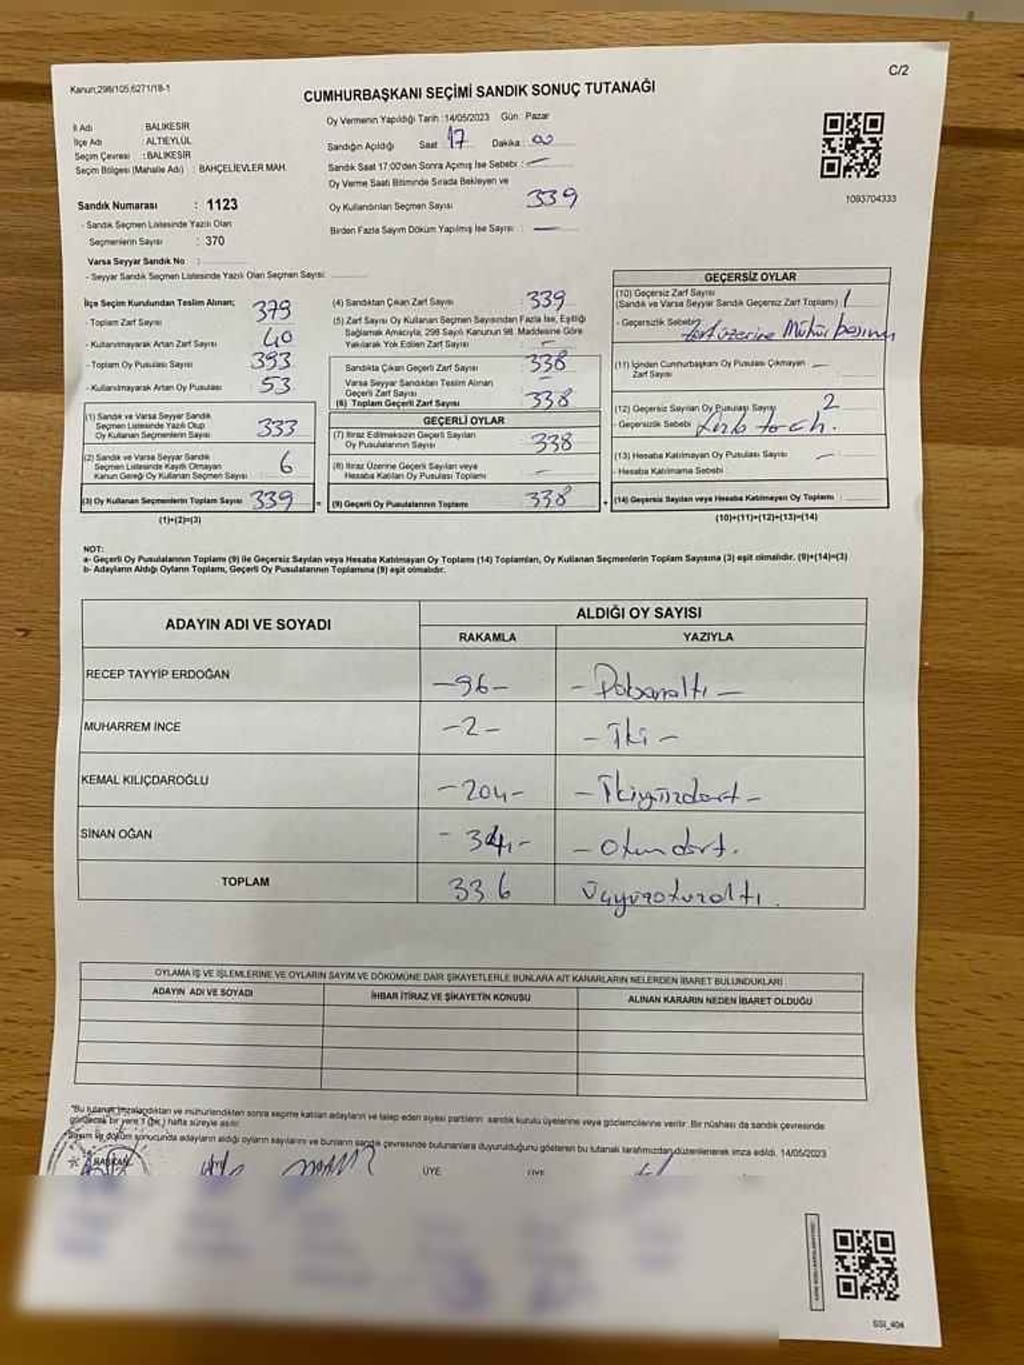 Kanun;298/105,6271/18-1
C/2
CUMHURBAŞKANI SEÇİMİ SANDIK SONUÇ TUTANAĞI
İl Adı : BALIKESİR
İlçe Adı : ALTIEYLÜL
Seçim Çevresi : BALIKESİR
Seçim Bölgesi (Mahalle Adı) : BAHÇELİEVLER MAH.
Sandık Numarası : 1123
- Sandık Seçmen Listesinde Yazılı Olan
Seçmenlerin Sayısı : 370
Varsa Seyyar Sandık No :
- Seyyar Sandık Seçmen Listesinde Yazılı Olan Seçmen Sayısı:
Oy Vermenin Yapıldığı Tarih : 14/05/2023 Gün : Pazar
Sandığın Açıldığı Saat 17 Dakika : 00
Sandık Saat 17:00'den Sonra Açılmış İse Sebebi : —
Oy Verme Saati Bitiminde Sırada Bekleyen ve
Oy Kullandırılan Seçmen Sayısı 339
Birden Fazla Sayım Döküm Yapılmış İse Sayısı : —
1093704333
İlçe Seçim Kurulundan Teslim Alınan;
- Toplam Zarf Sayısı 379
- Kullanılmayarak Artan Zarf Sayısı 40
- Toplam Oy Pusulası Sayısı 393
- Kullanılmayarak Artan Oy Pusulası 53
(1) Sandık ve Varsa Seyyar Sandık
Seçmen Listesinde Yazılı Olup
Oy Kullanan Seçmenlerin Sayısı 333
(2) Sandık ve Varsa Seyyar Sandık
Seçmen Listesinde Kayıtlı Olmayan
Kanun Gereği Oy Kullanan Seçmen Sayısı 6
(3) Oy Kullanan Seçmenlerin Toplam Sayısı 339 =
(1)+(2)=(3)
(4) Sandıktan Çıkan Zarf Sayısı : 339
(5) Zarf Sayısı Oy Kullanan Seçmen Sayısından Fazla İse, Eşitliği
Sağlamak Amacıyla, 298 Sayılı Kanunun 98. Maddesine Göre
Yakılarak Yok Edilen Zarf Sayısı : —
Sandıkta Çıkan Geçerli Zarf Sayısı 338
Varsa Seyyar Sandıktan Teslim Alınan
Geçerli Zarf Sayısı —
(6) Toplam Geçerli Zarf Sayısı 338
GEÇERLİ OYLAR
(7) İtiraz Edilmeksizin Geçerli Sayılan
Oy Pusulasının Sayısı 338
(8) İtiraz Üzerine Geçerli Sayılan veya
Hesaba Katılan Oy Pusulası Toplamı —
(9) Geçerli Oy Pusulalarının Toplamı 338 +
GEÇERSİZ OYLAR
(10) Geçersiz Zarf Sayısı
(Sandık ve Varsa Seyyar Sandık Geçersiz Zarf Toplamı) 1
- Geçersizlik Sebebi: Zarf üzerine Mühür basımı
(11) İçinden Cumhurbaşkanı Oy Pusulası Çıkmayan
Zarf Sayısı —
(12) Geçersiz Sayılan Oy Pusulası Sayısı 2
- Geçersizlik Sebebi
(13) Hesaba Katılmayan Oy Pusulası Sayısı —
- Hesaba Katılmama Sebebi
(14) Geçersiz Sayılan veya Hesaba Katılmayan Oy Toplamı :
(10)+(11)+(12)+(13)=(14)
NOT:
a- Geçerli Oy Pusulalarının Toplamı (9) ile Geçersiz Sayılan veya Hesaba Katılmayan Oy Toplamı (14) Toplamları, Oy Kullanan Seçmenlerin Toplam Sayısına (3) eşit olmalıdır. (9)+(14)=(3)
b- Adayların Aldığı Oyların Toplamı, Geçerli Oy Pusulalarının Toplamına (9) eşit olmalıdır.
ADAYIN ADI VE SOYADI ALDIĞI OY SAYISI
RAKAMLA YAZIYLA
RECEP TAYYİP ERDOĞAN -96- - Doksanaltı -
MUHARREM İNCE -2- - İki -
KEMAL KILIÇDAROĞLU -204- - İkiyüzdört -
SİNAN OĞAN - 34 - - Otuzdört.
TOPLAM 336 Üçyüzotuzaltı.
OYLAMA İŞ VE İŞLEMLERİNE VE OYLARIN SAYIM VE DÖKÜMÜNE DAİR ŞİKAYETLERLE BUNLARA AİT KARARLARIN NELERDEN İBARET BULUNDUKLARI
ADAYIN ADI VE SOYADI İHBAR İTİRAZ VE ŞİKAYETİN KONUSU ALINAN KARARIN NEDEN İBARET OLDUĞU
"Bu tutanak imzalandıktan ve mühürlendikten sonra seçime katılan adayların ve talep eden siyasi partilerin sandık kurulu üyelerine veya gözlemcilerine verilir. Bir nüshası da sandık çevresinde
görülecek bir yere 1 (bir) hafta süreyle asılır.
Sayım ve döküm sonucunda adayların aldığı oyların sayılarını ve bunların sandık çevresinde bulunanlara duyurulduğunu gösteren bu tutanak tarafımızdan düzenlenerek imza edildi. 14/05/2023
BAŞKAN ÜYE ÜYE
SSI_404